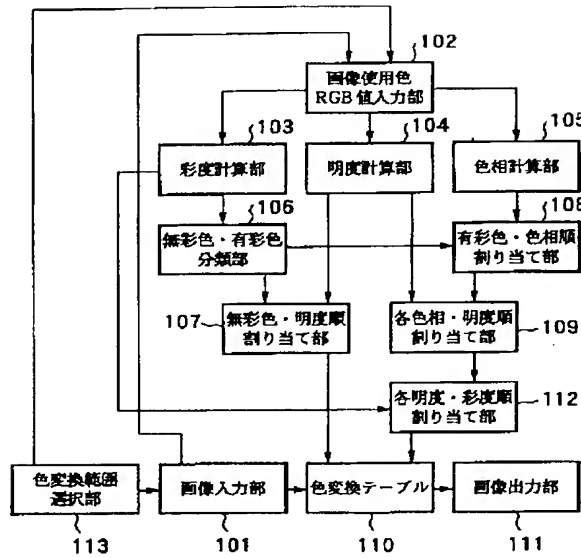 102
画像使用色
RGB 値入力部
103
104
105
彩度計算部
明度計算部
色相計算部
106
108
無彩色・有彩色
分類部
有彩色・色相順
割り当て部
107
無彩色・明度順
割り当て部
各色相・明度順
割り当て部
109
各明度・彩度順
割り当て部
112
色変換範囲
選択部
画像入力部
色変換テーブル
画像出力部
113
101
110
111